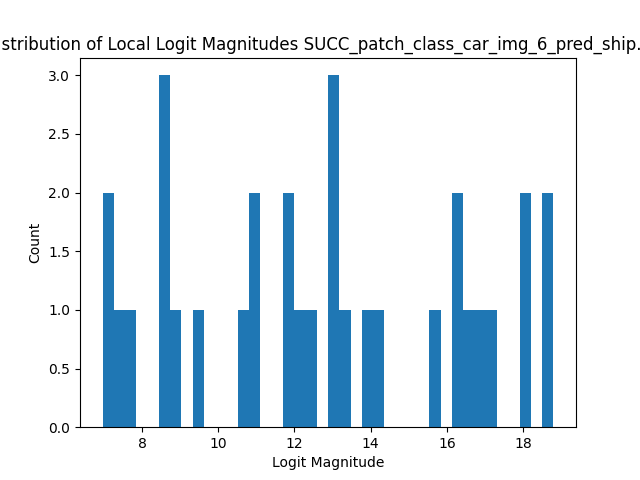 stribution of Local Logit Magnitudes SUCC_patch_class_car_img_6_pred_ship.
3.0
2.5
2.0
1.5
1.0
0.5
0.0
Count
8 10 12 14 16 18
Logit Magnitude